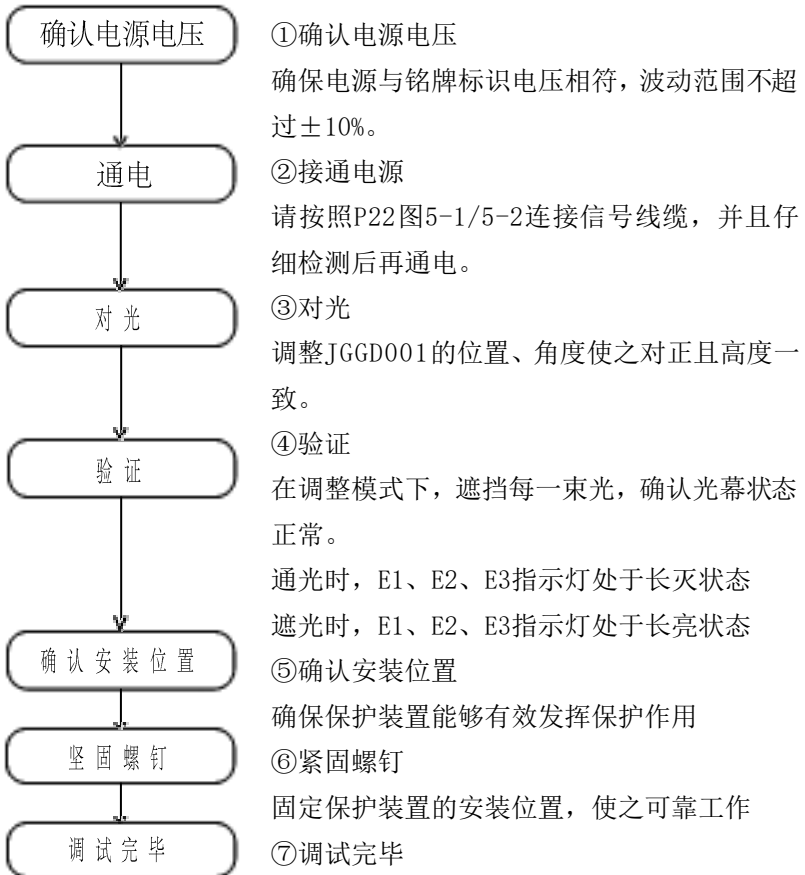 确认电源电压
通电
对光
验证
确认安装位置
坚固螺钉
调试完毕
①确认电源电压
确保电源与铭牌标识电压相符，波动范围不超
过±10%。
②接通电源
请按照P22图5-1/5-2连接信号线缆，并且仔
细检测后再通电。
③对光
调整JGGD001的位置、角度使之对正且高度一
致。
④验证
在调整模式下，遮挡每一束光，确认光幕状态
正常。
通光时，E1、E2、E3指示灯处于长灭状态
遮光时，E1、E2、E3指示灯处于长亮状态
⑤确认安装位置
确保保护装置能够有效发挥保护作用
⑥紧固螺钉
固定保护装置的安装位置，使之可靠工作
⑦调试完毕